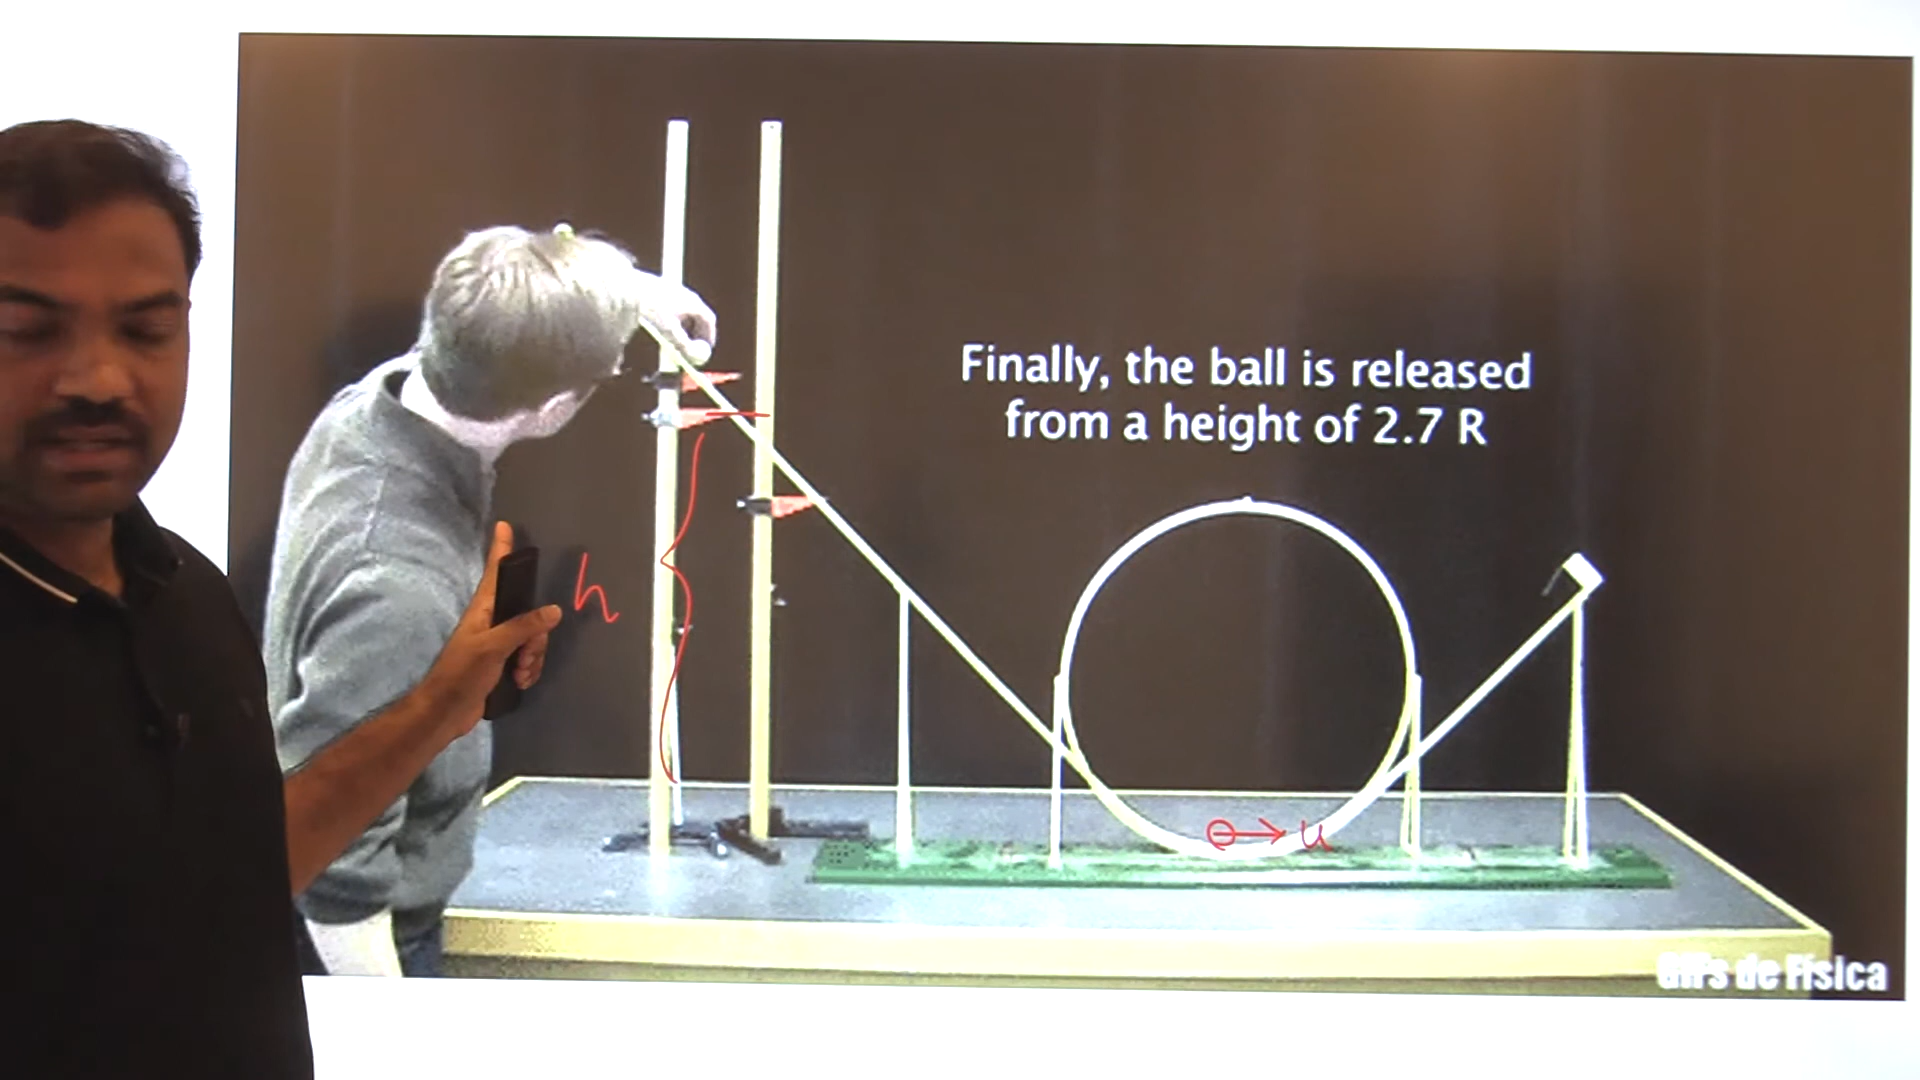 Finally, the ball is released
from a height of 2.7 R
h
u
Gifs de Física